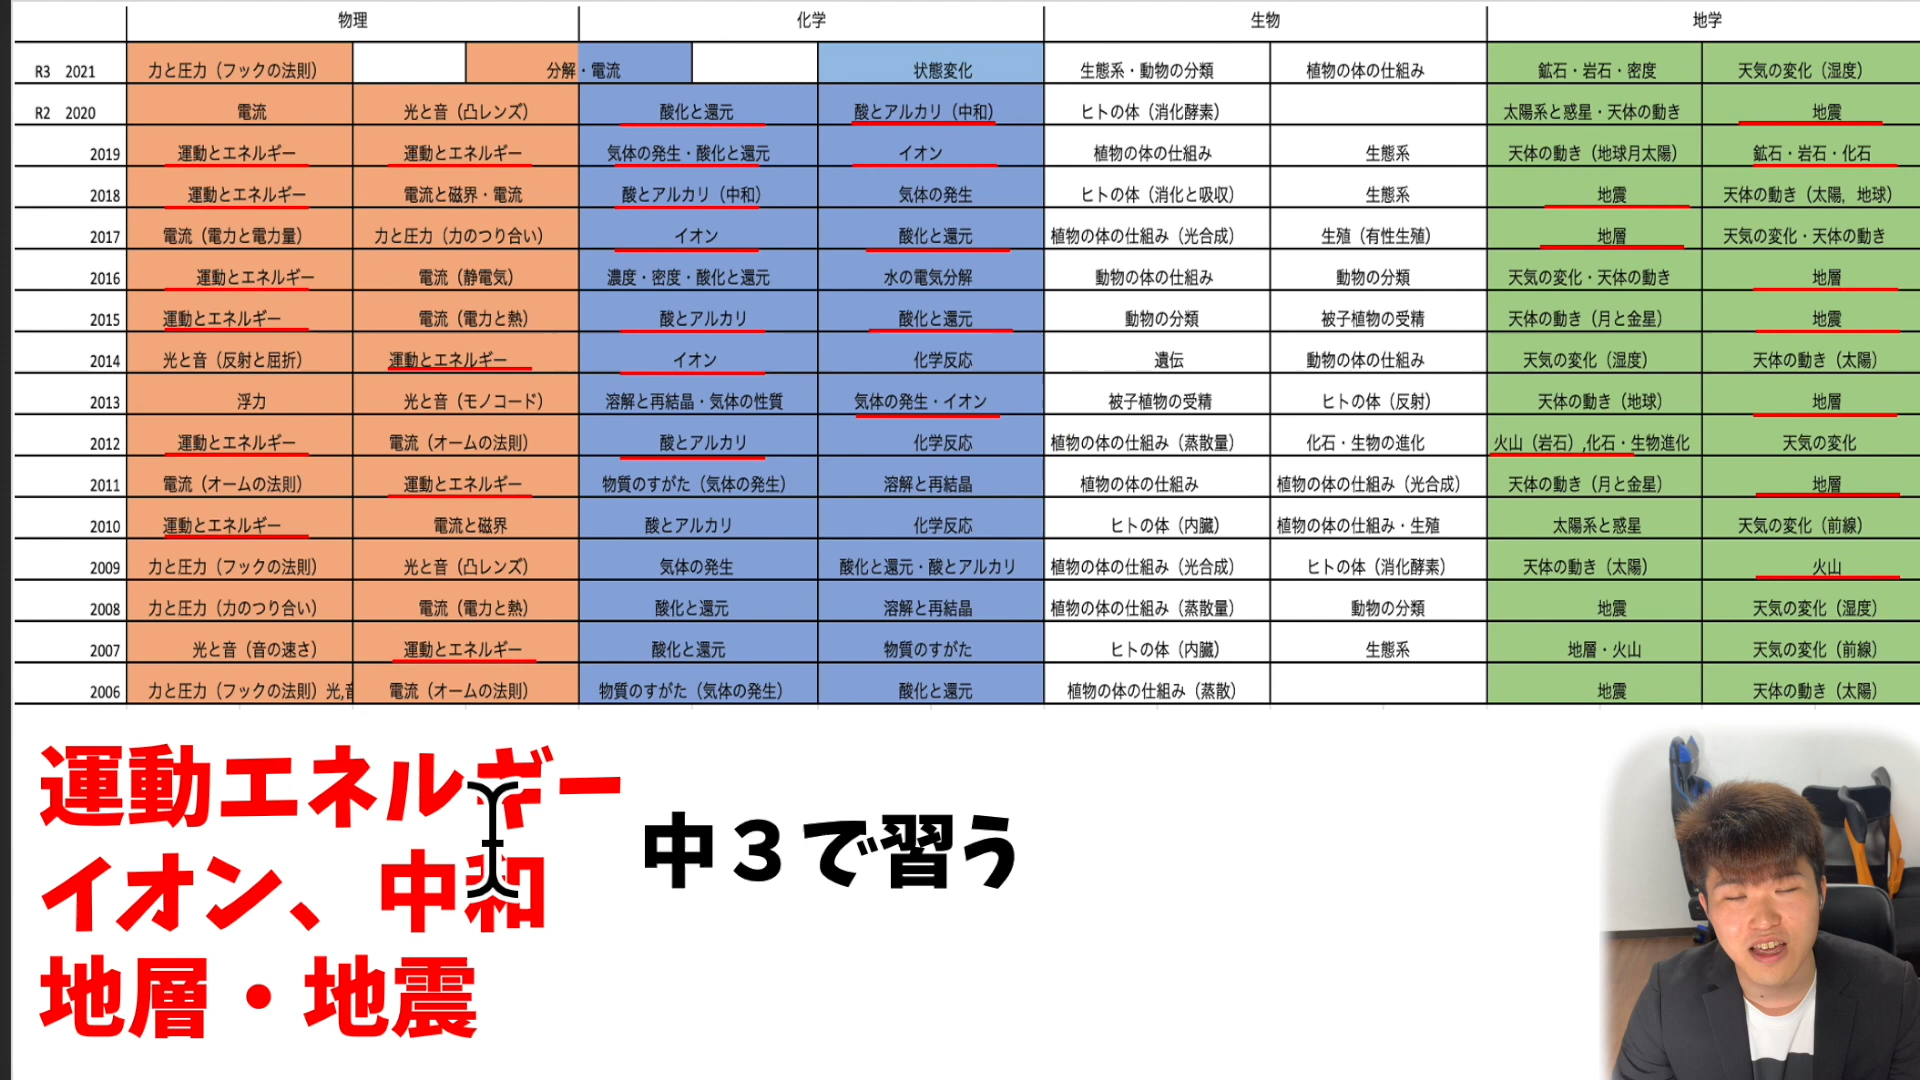 物理 化学 生物 地学
R3 2021 力と圧力（フックの法則） 分解・電流 状態変化 生態系・動物の分類 植物の体の仕組み 鉱石・岩石・密度 天気の変化（湿度）
R2 2020 電流 光と音（凸レンズ） 酸化と還元 酸とアルカリ（中和） ヒトの体（消化酵素） 太陽系と惑星・天体の動き 地震
2019 運動とエネルギー 運動とエネルギー 気体の発生・酸化と還元 イオン 植物の体の仕組み 生態系 天体の動き（地球月太陽） 鉱石・岩石・化石
2018 運動とエネルギー 電流と磁界・電流 酸とアルカリ（中和） 気体の発生 ヒトの体（消化と吸収） 生態系 地震 天体の動き（太陽，地球）
2017 電流（電力と電力量） 力と圧力（力のつり合い） イオン 酸化と還元 植物の体の仕組み（光合成） 生殖（有性生殖） 地層 天気の変化・天体の動き
2016 運動とエネルギー 電流（静電気） 濃度・密度・酸化と還元 水の電気分解 動物の体の仕組み 動物の分類 天気の変化・天体の動き 地層
2015 運動とエネルギー 電流（電力と熱） 酸とアルカリ 酸化と還元 動物の分類 被子植物の受精 天体の動き（月と金星） 地震
2014 光と音（反射と屈折） 運動とエネルギー イオン 化学反応 遺伝 動物の体の仕組み 天気の変化（湿度） 天体の動き（太陽）
2013 浮力 光と音（モノコード） 溶解と再結晶・気体の性質 気体の発生・イオン 被子植物の受精 ヒトの体（反射） 天体の動き（地球） 地層
2012 運動とエネルギー 電流（オームの法則） 酸とアルカリ 化学反応 植物の体の仕組み（蒸散量） 化石・生物の進化 火山（岩石）,化石・生物進化 天気の変化
2011 電流（オームの法則） 運動とエネルギー 物質のすがた（気体の発生） 溶解と再結晶 植物の体の仕組み 植物の体の仕組み（光合成） 天体の動き（月と金星） 地層
2010 運動とエネルギー 電流と磁界 酸とアルカリ 化学反応 ヒトの体（内臓） 植物の体の仕組み・生殖 太陽系と惑星 天気の変化（前線）
2009 力と圧力（フックの法則） 光と音（凸レンズ） 気体の発生 酸化と還元・酸とアルカリ 植物の体の仕組み（光合成） ヒトの体（消化酵素） 天体の動き（太陽） 火山
2008 力と圧力（力のつり合い） 電流（電力と熱） 酸化と還元 溶解と再結晶 植物の体の仕組み（蒸散量） 動物の分類 地震 天気の変化（湿度）
2007 光と音（音の速さ） 運動とエネルギー 酸化と還元 物質のすがた ヒトの体（内臓） 生態系 地層・火山 天気の変化（前線）
2006 力と圧力（フックの法則）光,音 電流（オームの法則） 物質のすがた（気体の発生） 酸化と還元 植物の体の仕組み（蒸散） 地震 天体の動き（太陽）
運動エネルギー
イオン、中和
地層・地震
中３で習う